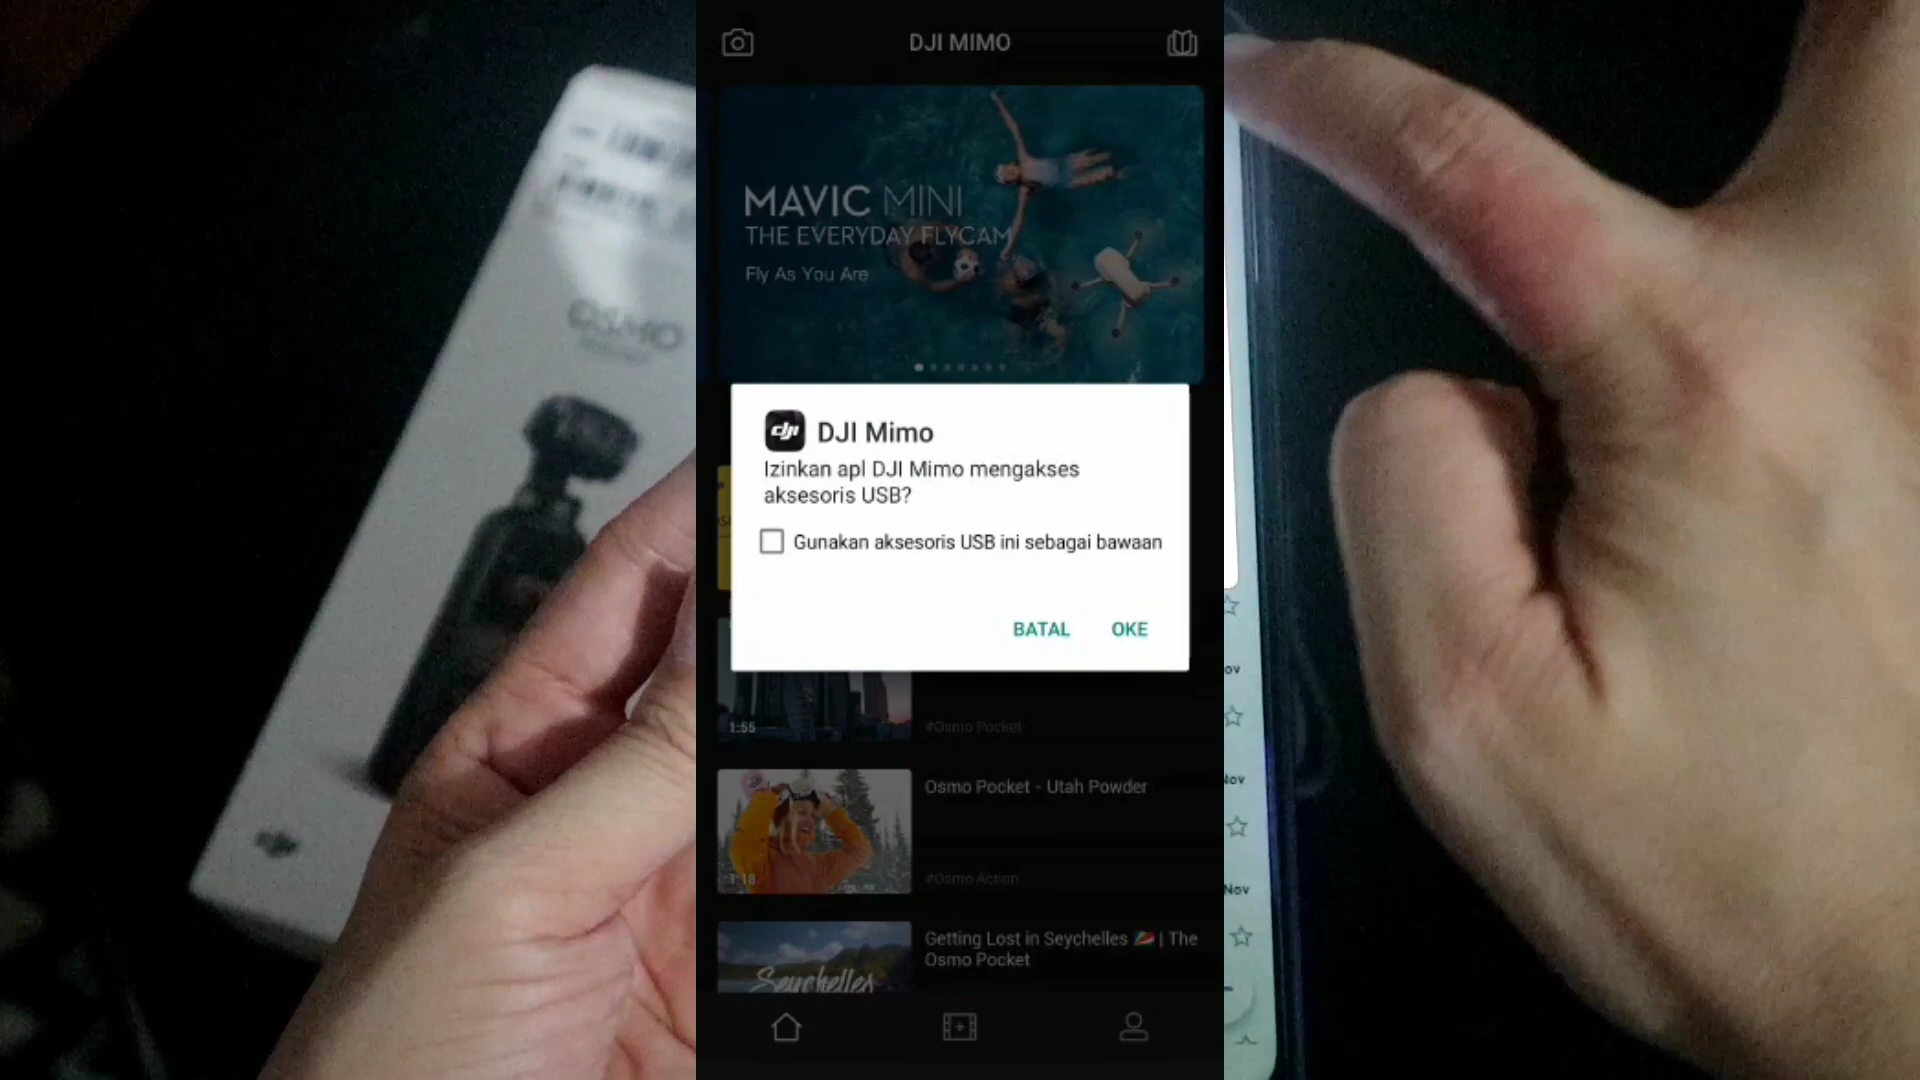 DJI MIMO
MAVIC MINI
THE EVERYDAY FLYCAM
Fly As You Are
OSMO
DJI Mimo
Izinkan apl DJI Mimo mengakses
aksesoris USB?
Gunakan aksesoris USB ini sebagai bawaan
BATAL OKE
1:55
#Osmo Pocket
Osmo Pocket - Utah Powder
1:18
#Osmo Action
Getting Lost in Seychelles 🇸🇨 | The
Osmo Pocket
Seychelles
Nov